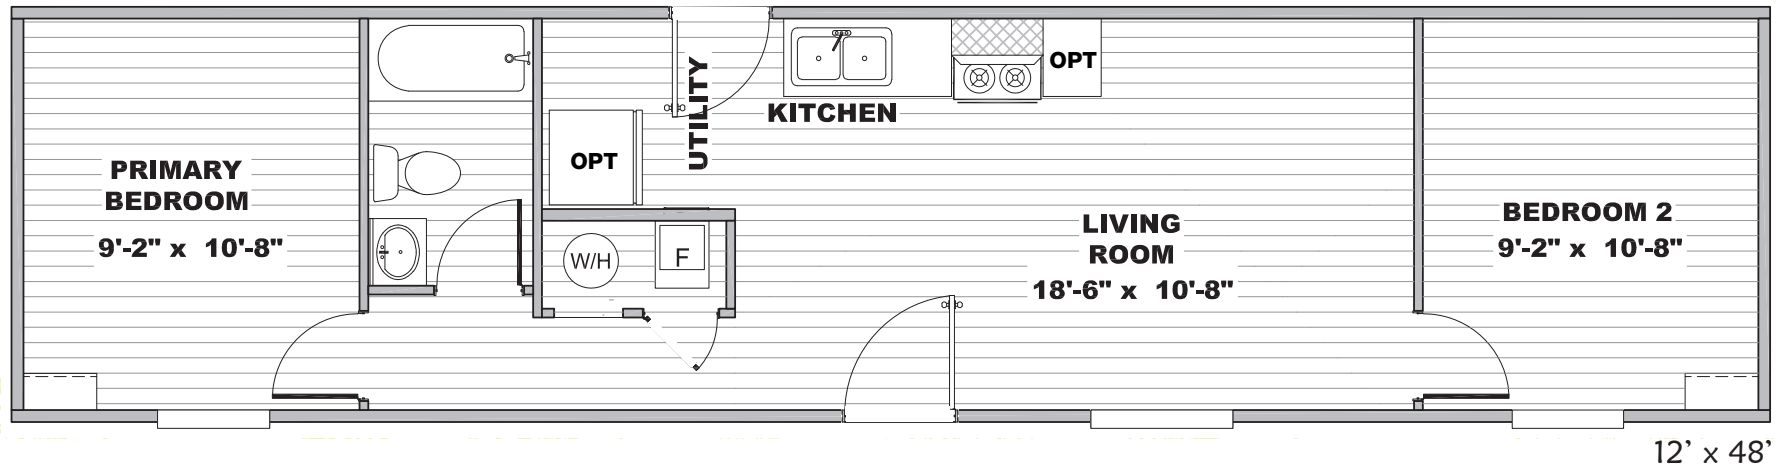 PRIMARY
BEDROOM
9'-2" x 10'-8"
OPT
UTILITY
W/H
F
KITCHEN
OPT
LIVING
ROOM
18'-6" x 10'-8"
BEDROOM 2
9'-2" x 10'-8"
12' x 48'